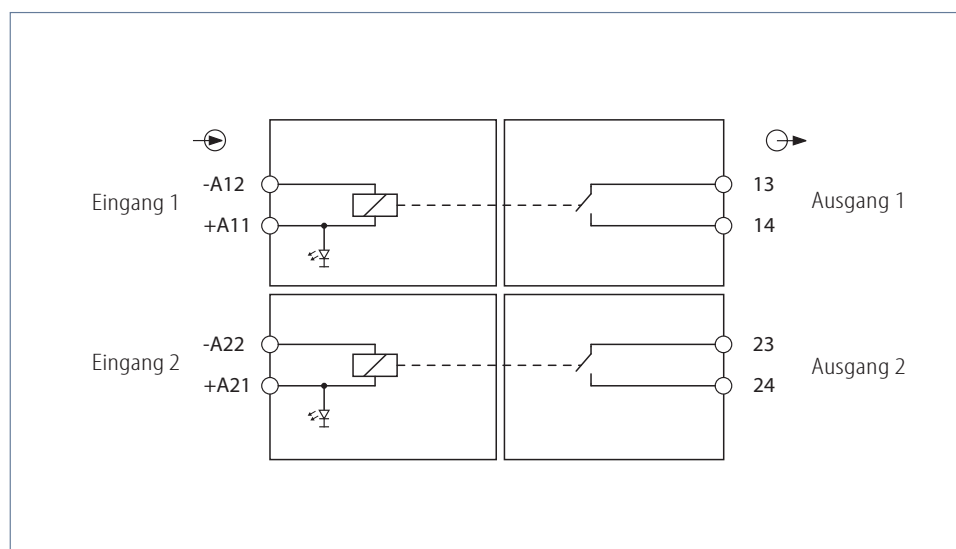 -A12
Eingang 1
+A11
13
Ausgang 1
14
-A22
Eingang 2
+A21
23
Ausgang 2
24